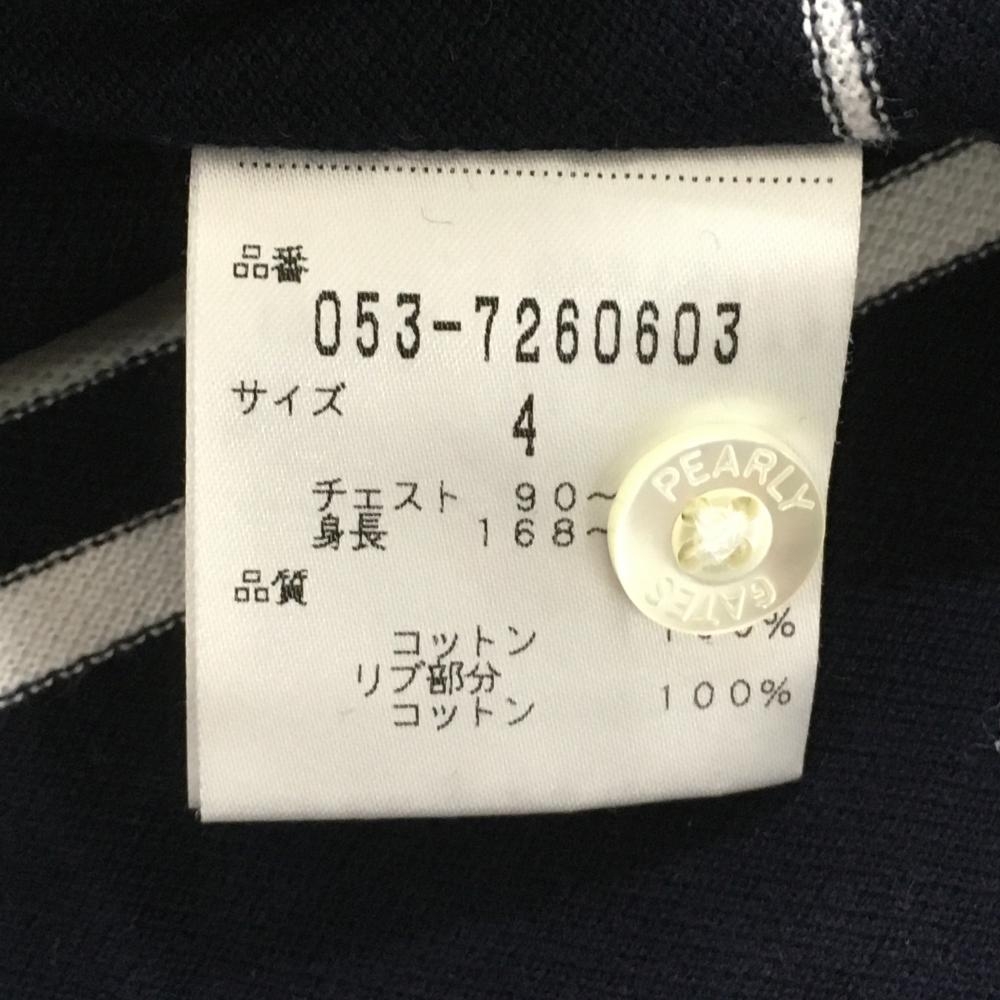 品番
053-7260603
サイズ
4
チェスト 90~
身長 168~
PEARLY
GATES
品質
コットン 100%
リブ部分
コットン 100%